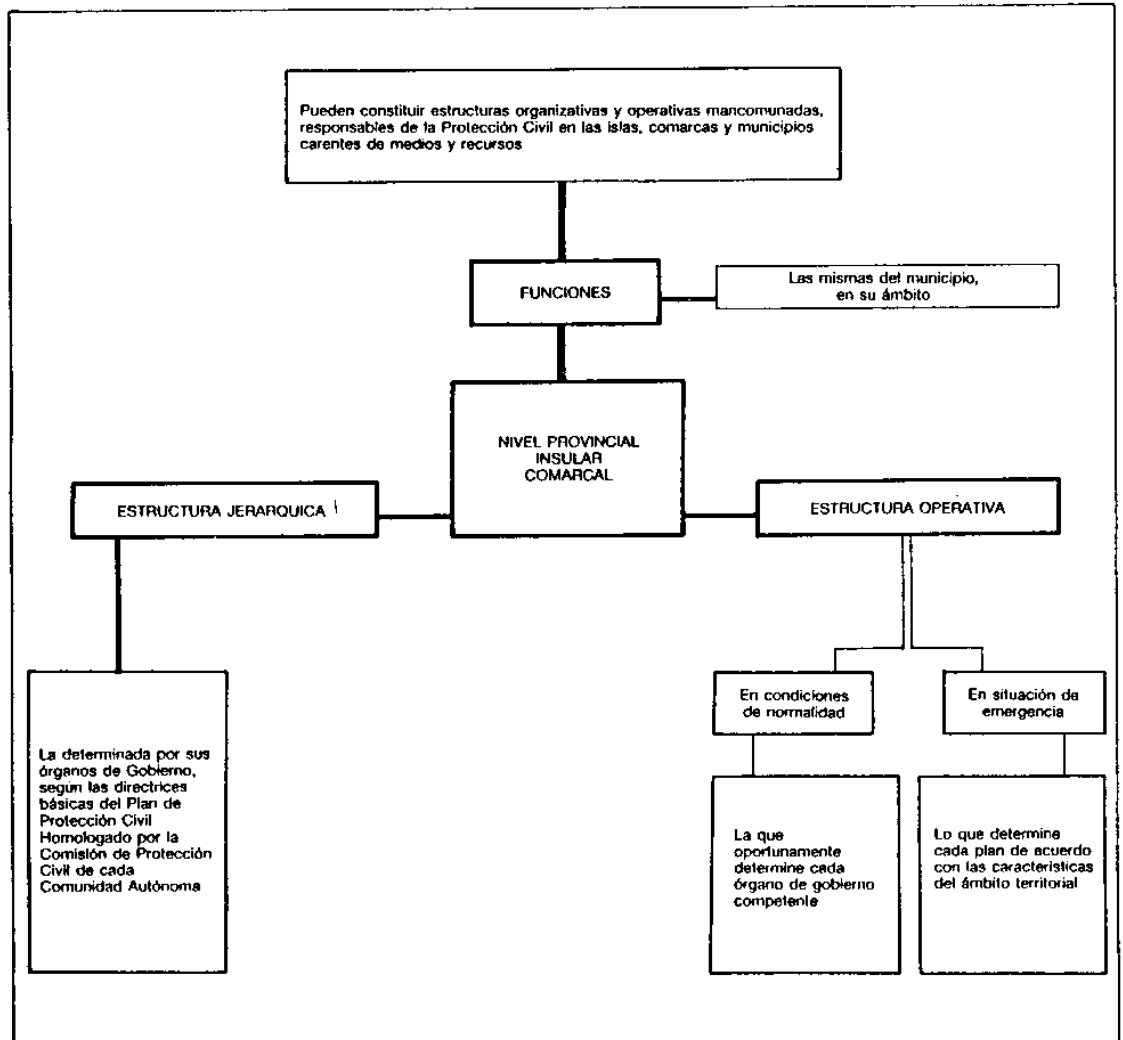 Pueden constituir estructuras organizativas y operativas mancomunadas,
responsables de la Protección Civil en las islas, comarcas y municipios
carentes de medios y recursos
FUNCIONES
Las mismas del municipio,
en su ámbito
NIVEL PROVINCIAL
INSULAR
COMARCAL
ESTRUCTURA JERARQUICA
ESTRUCTURA OPERATIVA
En condiciones
de normalidad
En situación de
emergencia
La determinada por sus
órganos de Gobierno,
según las directrices
básicas del Plan de
Protección Civil
Homologado por la
Comisión de Protección
Civil de cada
Comunidad Autónoma
La que
oportunamente
determine cada
órgano de gobierno
competente
Lo que determine
cada plan de acuerdo
con las características
del ámbito territorial